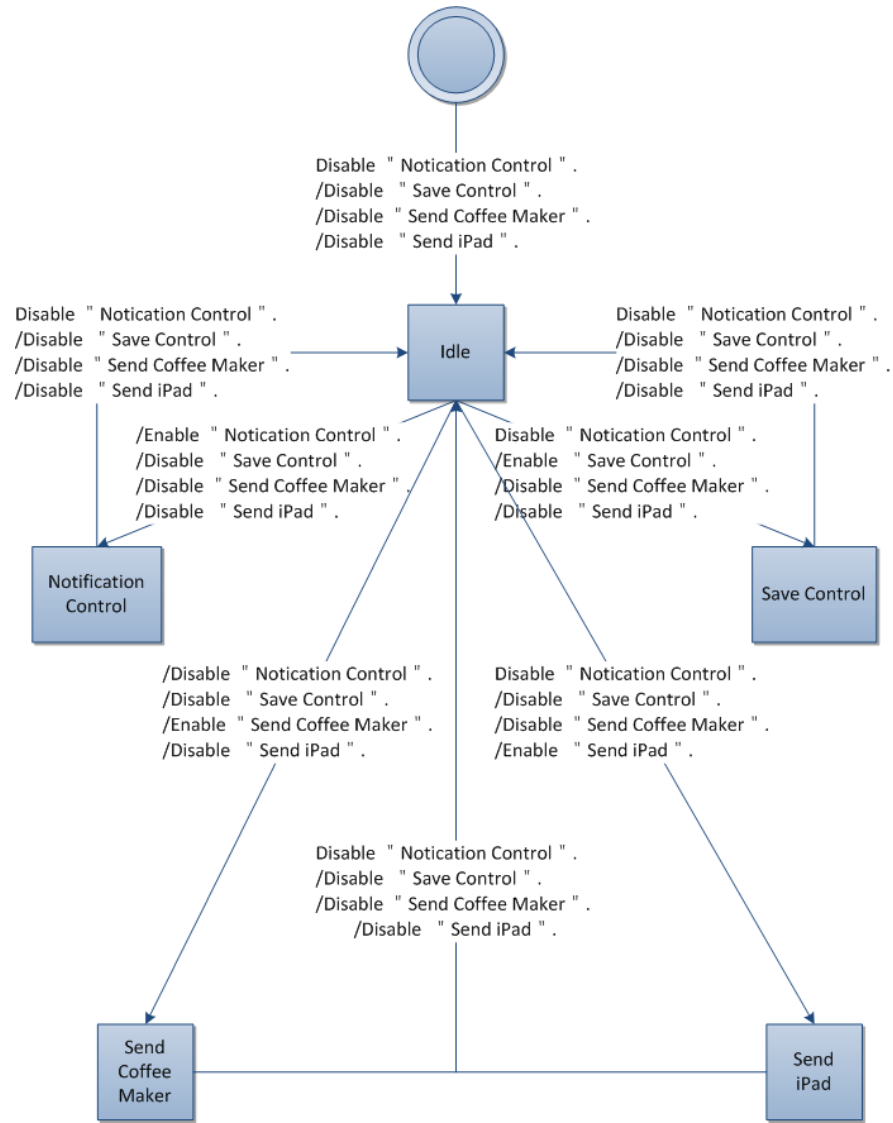 Disable " Notication Control " .
/Disable " Save Control " .
/Disable " Send Coffee Maker " .
/Disable " Send iPad " .
Disable " Notication Control " .
/Disable " Save Control " .
/Disable " Send Coffee Maker " .
/Disable " Send iPad " .
Idle
Disable " Notication Control " .
/Disable " Save Control " .
/Disable " Send Coffee Maker " .
/Disable " Send iPad " .
/Enable " Notication Control " .
/Disable " Save Control " .
/Disable " Send Coffee Maker " .
/Disable " Send iPad " .
Disable " Notication Control " .
/Enable " Save Control " .
/Disable " Send Coffee Maker " .
/Disable " Send iPad " .
Notification
Control
Save Control
/Disable " Notication Control " .
/Disable " Save Control " .
/Enable " Send Coffee Maker " .
/Disable " Send iPad " .
Disable " Notication Control " .
/Disable " Save Control " .
/Disable " Send Coffee Maker " .
/Enable " Send iPad " .
Disable " Notication Control " .
/Disable " Save Control " .
/Disable " Send Coffee Maker " .
/Disable " Send iPad " .
Send
Coffee
Maker
Send
iPad